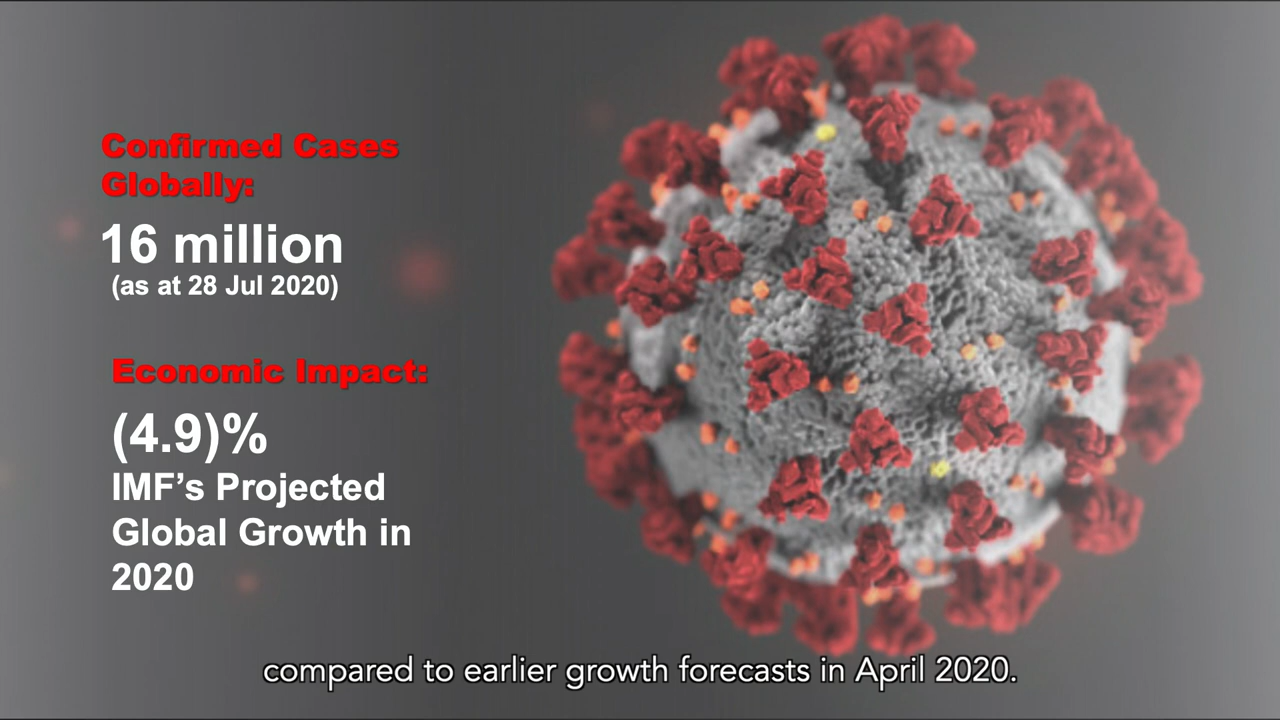 Confirmed Cases
Globally:
16 million
(as at 28 Jul 2020)
Economic Impact:
(4.9)%
IMF’s Projected
Global Growth in
2020
compared to earlier growth forecasts in April 2020.